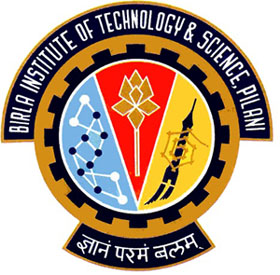 BIRLA INSTITUTE OF TECHNOLOGY & SCIENCE, PILANI
ज्ञानं परमं बलम्